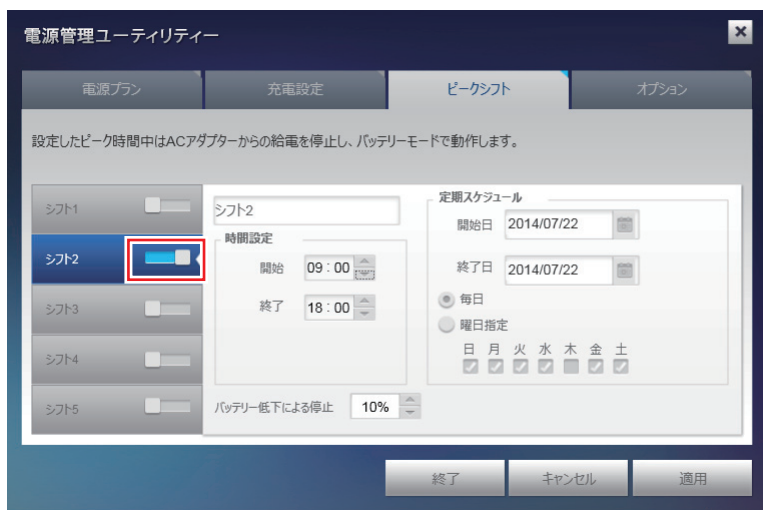 電源管理ユーティリティー
電源プラン 充電設定 ピークシフト オプション
設定したピーク時間中はACアダプターからの給電を停止し、バッテリーモードで動作します。
シフト1
シフト2
シフト3
シフト4
シフト5
シフト2
時間設定
開始 09:00
終了 18:00
バッテリー低下による停止 10%
定期スケジュール
開始日 2014/07/22
終了日 2014/07/22
毎日
曜日指定
日 月 火 水 木 金 土
終了 キャンセル 適用